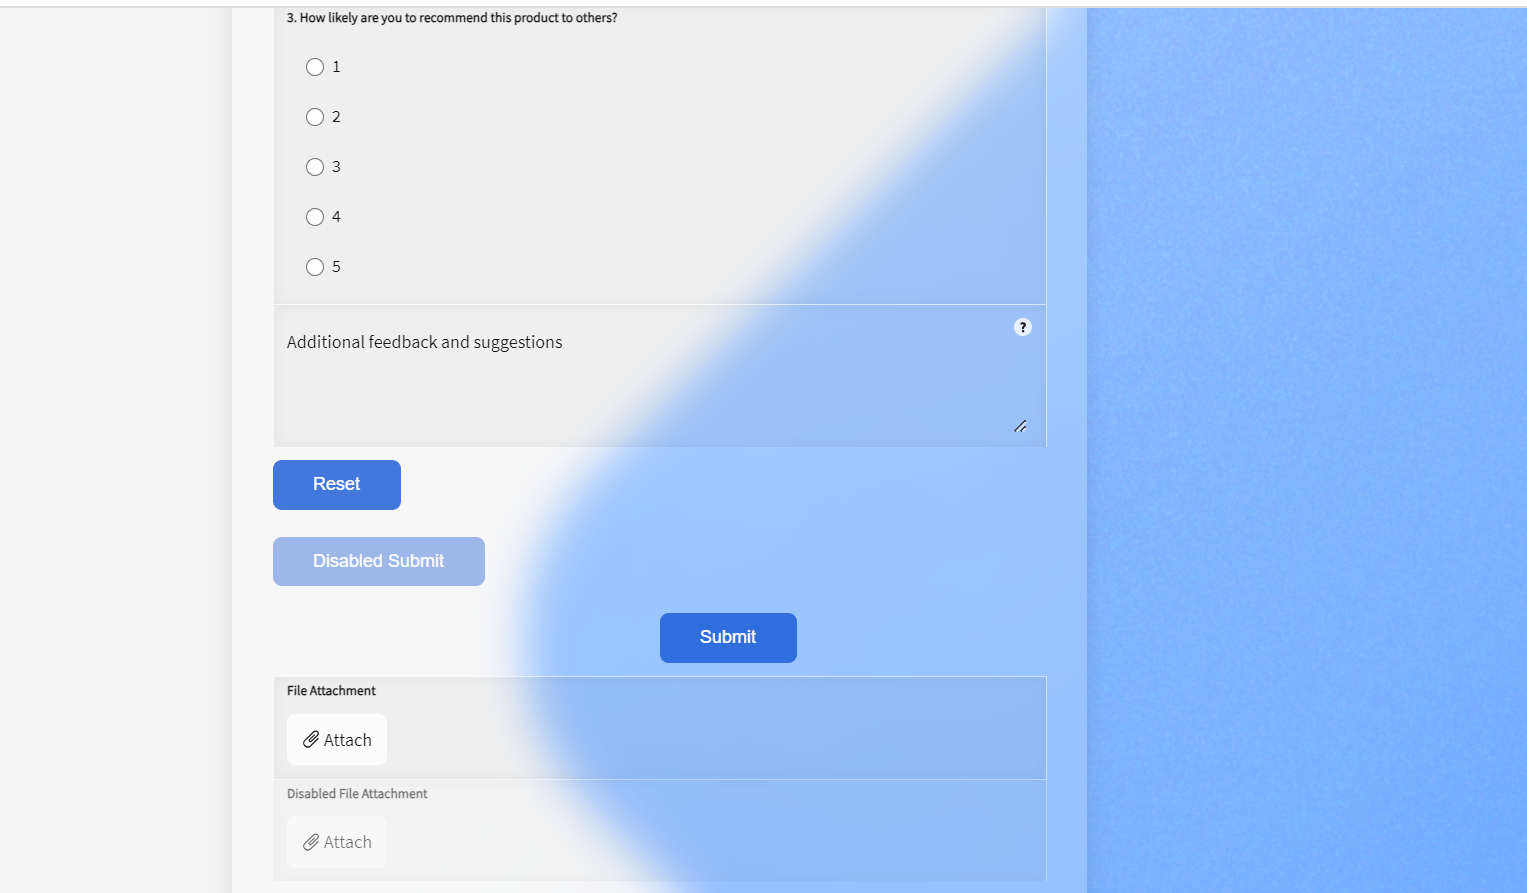 3. How likely are you to recommend this product to others?
1
2
3
4
5
?
Additional feedback and suggestions
Reset
Disabled Submit
Submit
File Attachment
Attach
Disabled File Attachment
Attach